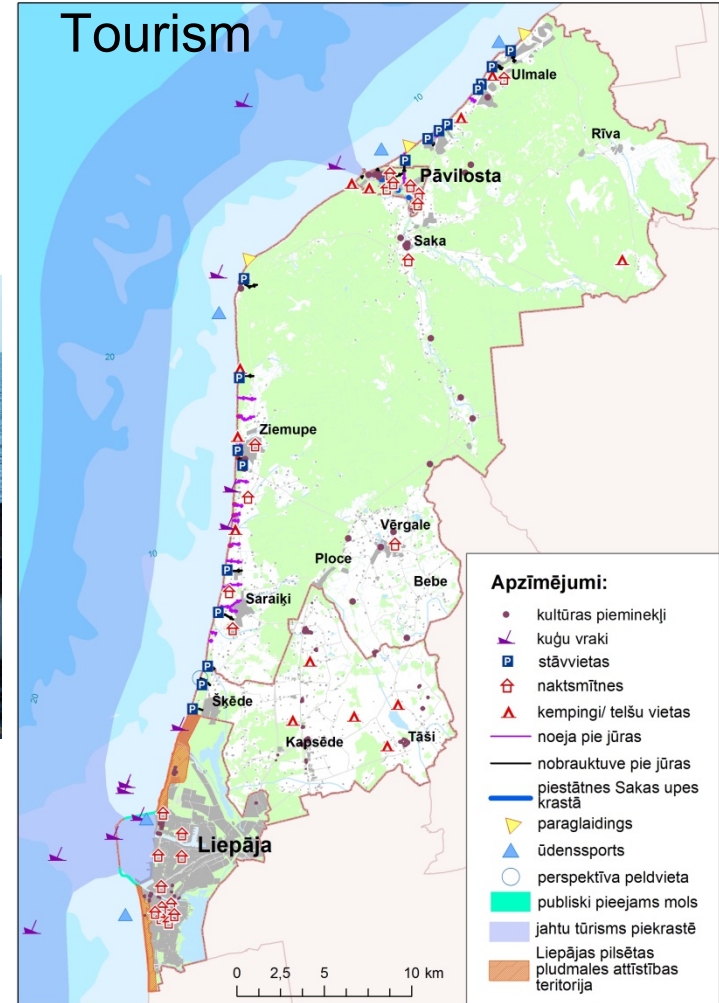 Tourism
10
Ulmale
Rīva
Pāvilosta
Saka
20
Ziemupe
Vērgale
Ploce
Bebe
10
Saraiķi
20
Šķēde
Kapsēde
Tāši
Liepāja
0 2,5 5 10 km
Apzīmējumi:
kultūras pieminekļi
kuģu vraki
P stāvvietas
naktsmītnes
kempingi/ telšu vietas
noeja pie jūras
nobrauktuve pie jūras
piestātnes Sakas upes
krastā
paraglaidings
ūdenssports
perspektīva peldvieta
publiski pieejams mols
jahtu tūrisms piekrastē
Liepājas pilsētas
pludmales attīstības
teritorija